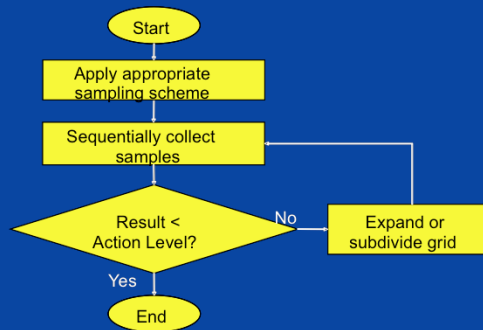 Start
Apply appropriate
sampling scheme
Sequentially collect
samples
Result <
Action Level?
No
Expand or
subdivide grid
Yes
End